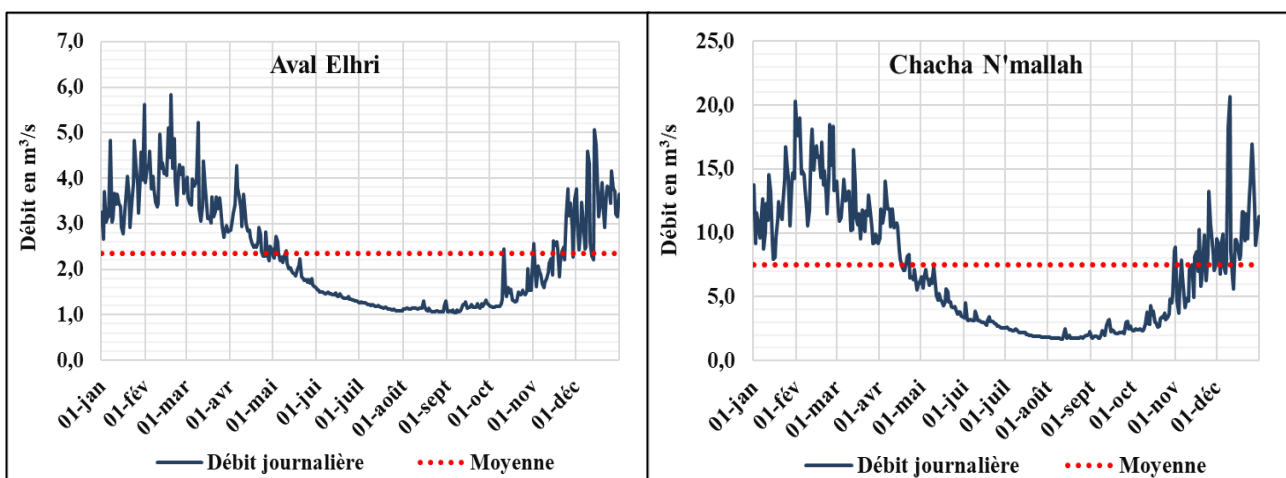 Aval Elhri
Débit en m³/s
7,0
6,0
5,0
4,0
3,0
2,0
1,0
0,0
01-jan
01-fév
01-mar
01-avr
01-mai
01-jui
01-juil
01-août
01-sept
01-oct
01-nov
01-déc
Débit journalière
Moyenne
Chacha N'mallah
Débit en m³/s
25,0
20,0
15,0
10,0
5,0
0,0
01-jan
01-fév
01-mar
01-avr
01-mai
01-jui
01-juil
01-août
01-sept
01-oct
01-nov
01-déc
Débit journalière
Moyenne